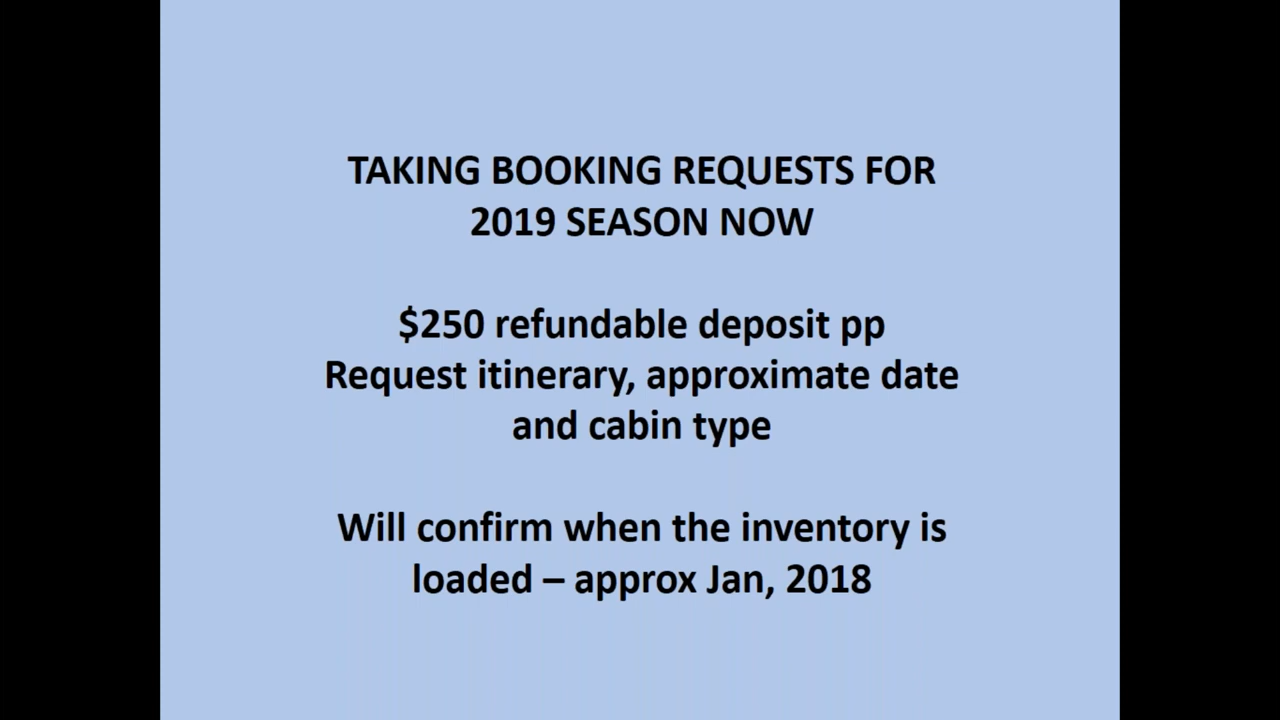 TAKING BOOKING REQUESTS FOR
2019 SEASON NOW
$250 refundable deposit pp
Request itinerary, approximate date
and cabin type
Will confirm when the inventory is
loaded – approx Jan, 2018